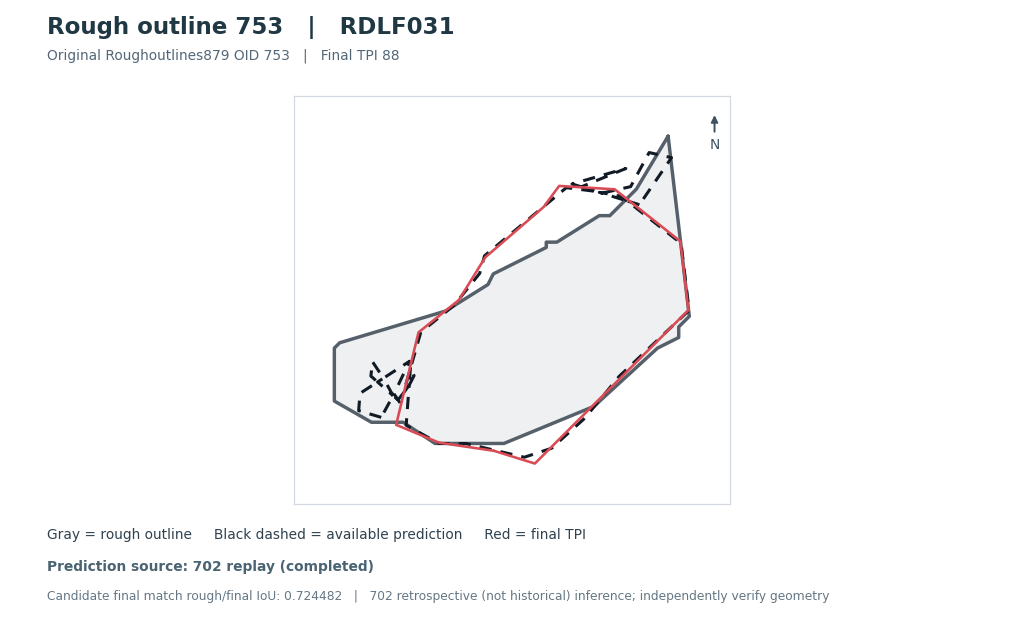 Rough outline 753   |   RDLF031
Original Roughoutlines879 OID 753   |   Final TPI 88
N
Gray = rough outline     Black dashed = available prediction     Red = final TPI
Prediction source: 702 replay (completed)
Candidate final match rough/final IoU: 0.724482   |   702 retrospective (not historical) inference; independently verify geometry